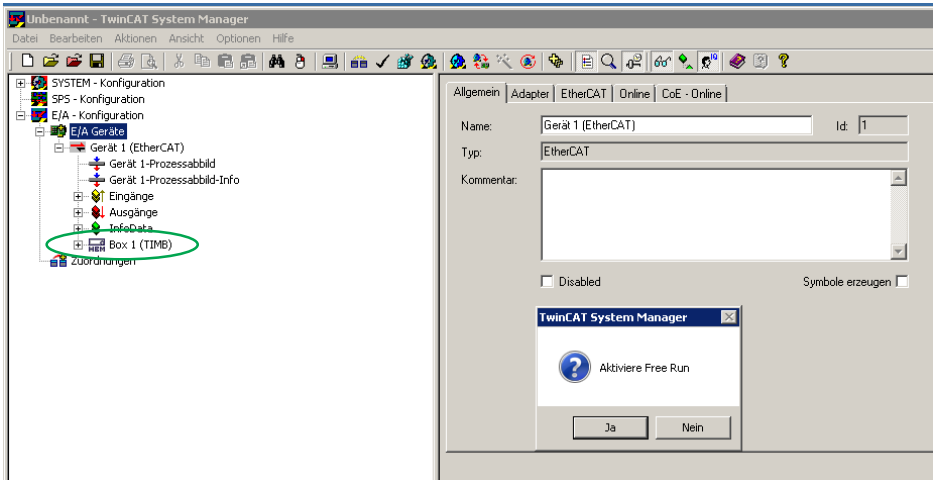 Unbenannt - TwinCAT System Manager
Datei Bearbeiten Aktionen Ansicht Optionen Hilfe
SYSTEM - Konfiguration
SPS - Konfiguration
E/A - Konfiguration
E/A Geräte
Gerät 1 (EtherCAT)
Gerät 1-Prozessabbild
Gerät 1-Prozessabbild-Info
Eingänge
Ausgänge
InfoData
Box 1 (TIMB)
Zuordnungen
Allgemein Adapter EtherCAT Online CoE - Online
Name: Gerät 1 (EtherCAT) Id: 1
Typ: EtherCAT
Kommentar:
Disabled Symbole erzeugen
TwinCAT System Manager
Aktiviere Free Run
Ja Nein